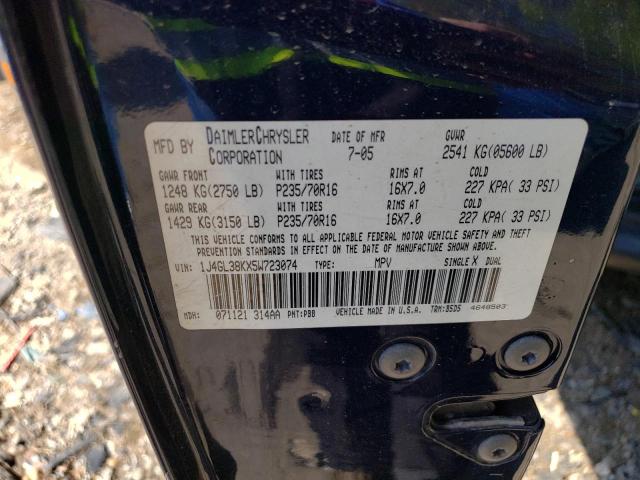 MFD BY DAIMLERCHRYSLER CORPORATION DATE OF MFR 7-05 GVWR 2541 KG(05600 LB)
GAWR FRONT WITH TIRES RIMS AT COLD
1248 KG(2750 LB) P235/70R16 16X7.0 227 KPA( 33 PSI)
GAWR REAR WITH TIRES RIMS AT COLD
1429 KG(3150 LB) P235/70R16 16X7.0 227 KPA( 33 PSI)
THIS VEHICLE CONFORMS TO ALL APPLICABLE FEDERAL MOTOR VEHICLE SAFETY AND THEFT
PREVENTION STANDARDS IN EFFECT ON THE DATE OF MANUFACTURE SHOWN ABOVE.
VIN: 1J4GL38KX5W723074 TYPE: MPV SINGLE X DUAL
MDH: 071121 314AA PNT:PBB VEHICLE MADE IN U.S.A. TRM:B5D5 4648503